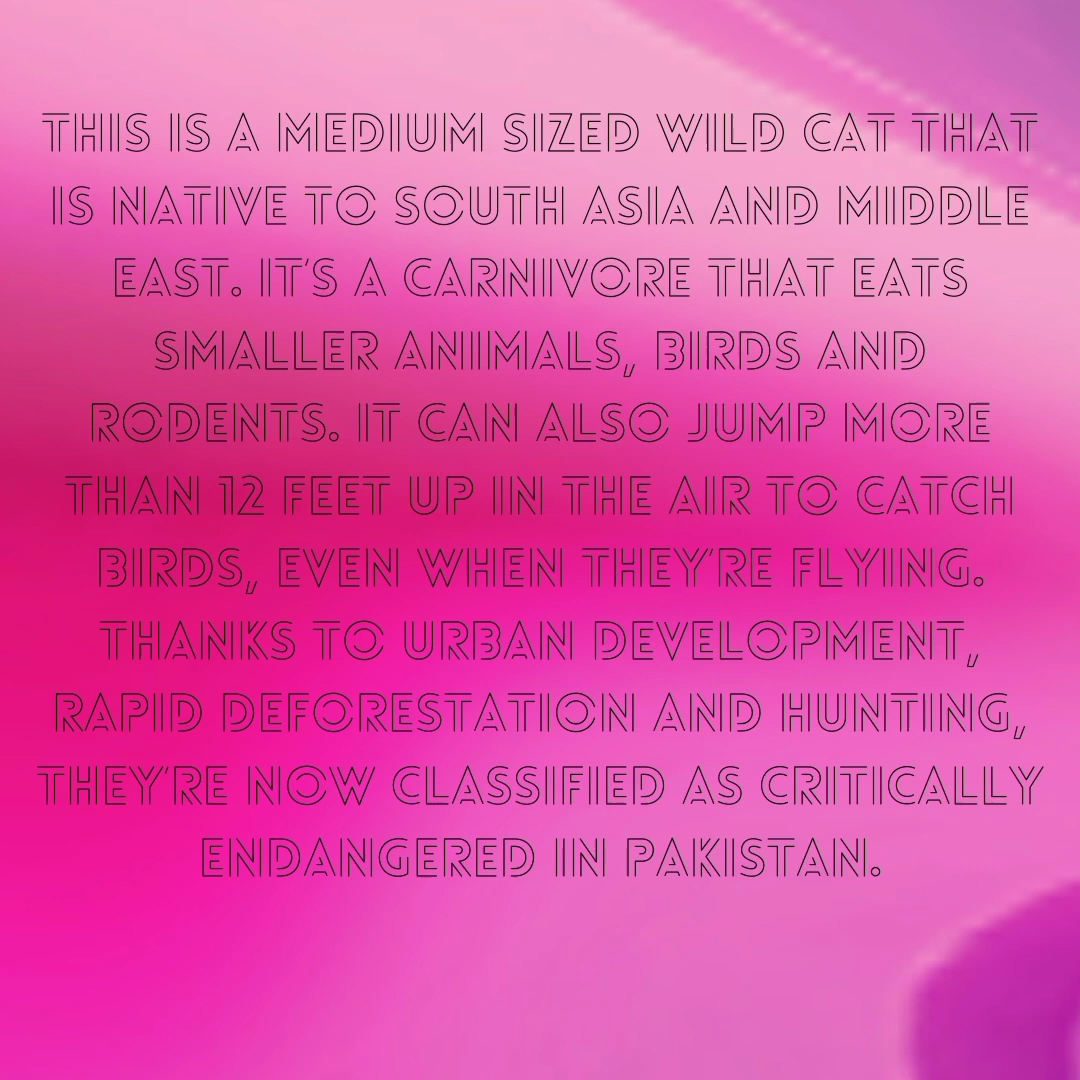 THIS IS A MEDIUM SIZED WILD CAT THAT
IS NATIVE TO SOUTH ASIA AND MIDDLE
EAST. IT'S A CARNIVORE THAT EATS
SMALLER ANIMALS, BIRDS AND
RODENTS. IT CAN ALSO JUMP MORE
THAN 12 FEET UP IN THE AIR TO CATCH
BIRDS, EVEN WHEN THEY'RE FLYING.
THANKS TO URBAN DEVELOPMENT,
RAPID DEFORESTATION AND HUNTING,
THEY'RE NOW CLASSIFIED AS CRITICALLY
ENDANGERED IN PAKISTAN.